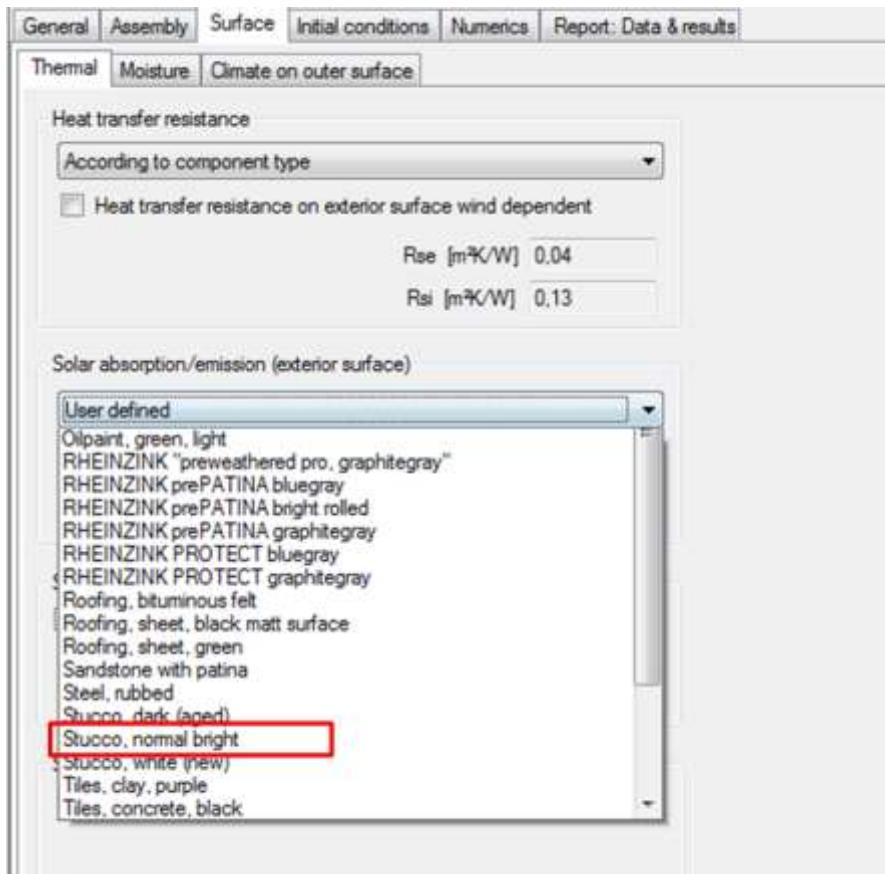 General Assembly Surface Initial conditions Numerics Report: Data & results
Thermal Moisture Climate on outer surface
Heat transfer resistance
According to component type
Heat transfer resistance on exterior surface wind dependent
Rse [m²K/W] 0,04
Rsi [m²K/W] 0,13
Solar absorption/emission (exterior surface)
User defined
Oilpaint, green, light
RHEINZINK "preweathered pro, graphitegray"
RHEINZINK prePATINA bluegray
RHEINZINK prePATINA bright rolled
RHEINZINK prePATINA graphitegray
RHEINZINK PROTECT bluegray
RHEINZINK PROTECT graphitegray
Roofing, bituminous felt
Roofing, sheet, black matt surface
Roofing, sheet, green
Sandstone with patina
Steel, rubbed
Stucco, dark (aged)
Stucco, normal bright
Stucco, white (new)
Tiles, clay, purple
Tiles, concrete, black